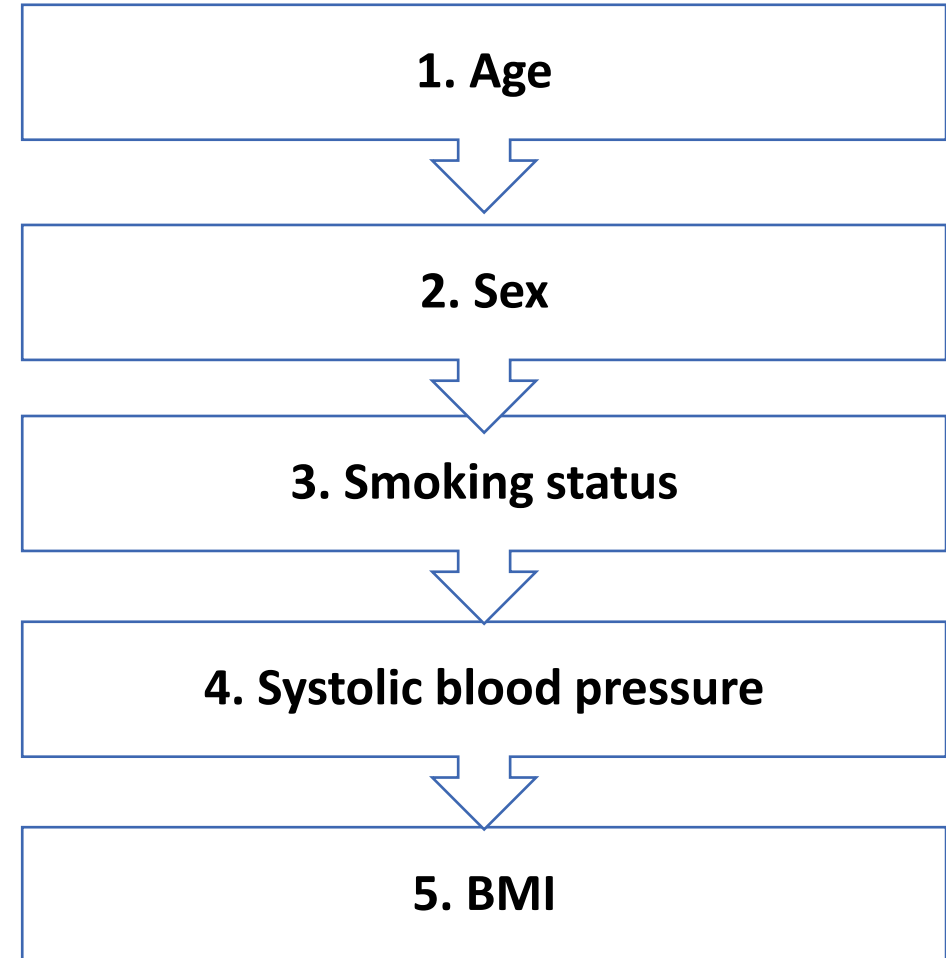 1. Age
2. Sex
3. Smoking status
4. Systolic blood pressure
5. BMI